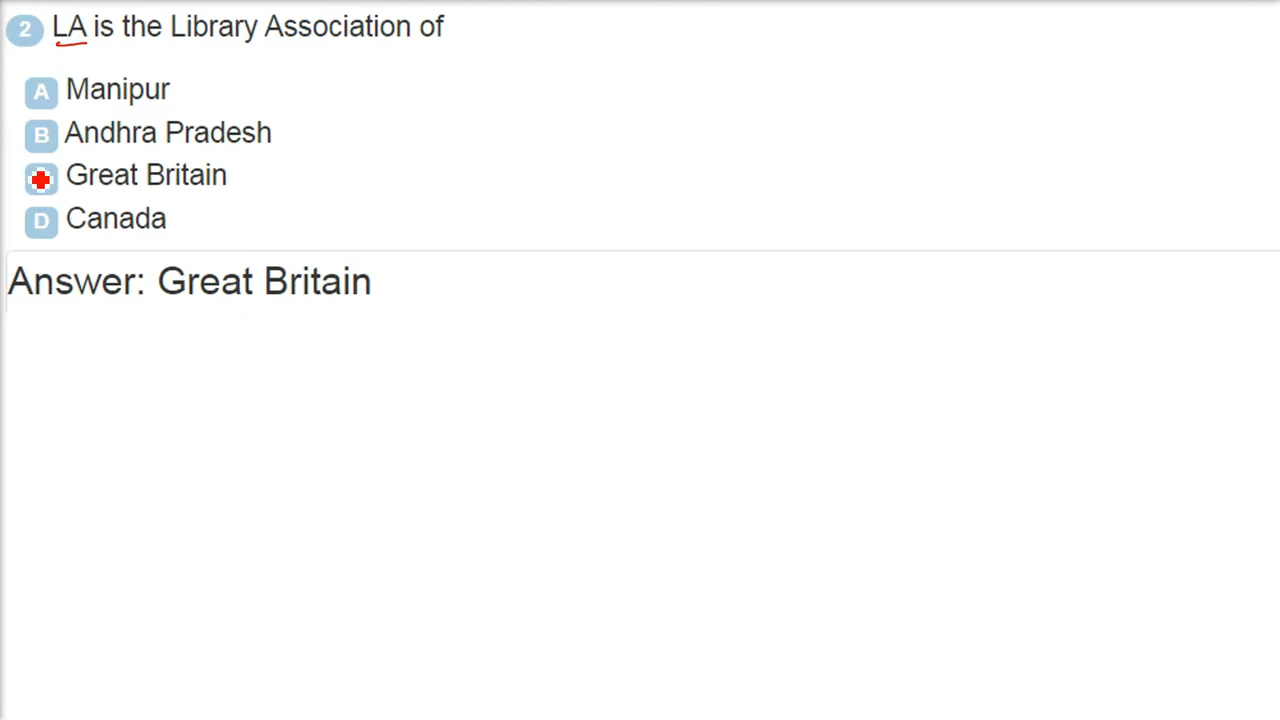 2 LA is the Library Association of
A Manipur
B Andhra Pradesh
Great Britain
D Canada
Answer: Great Britain